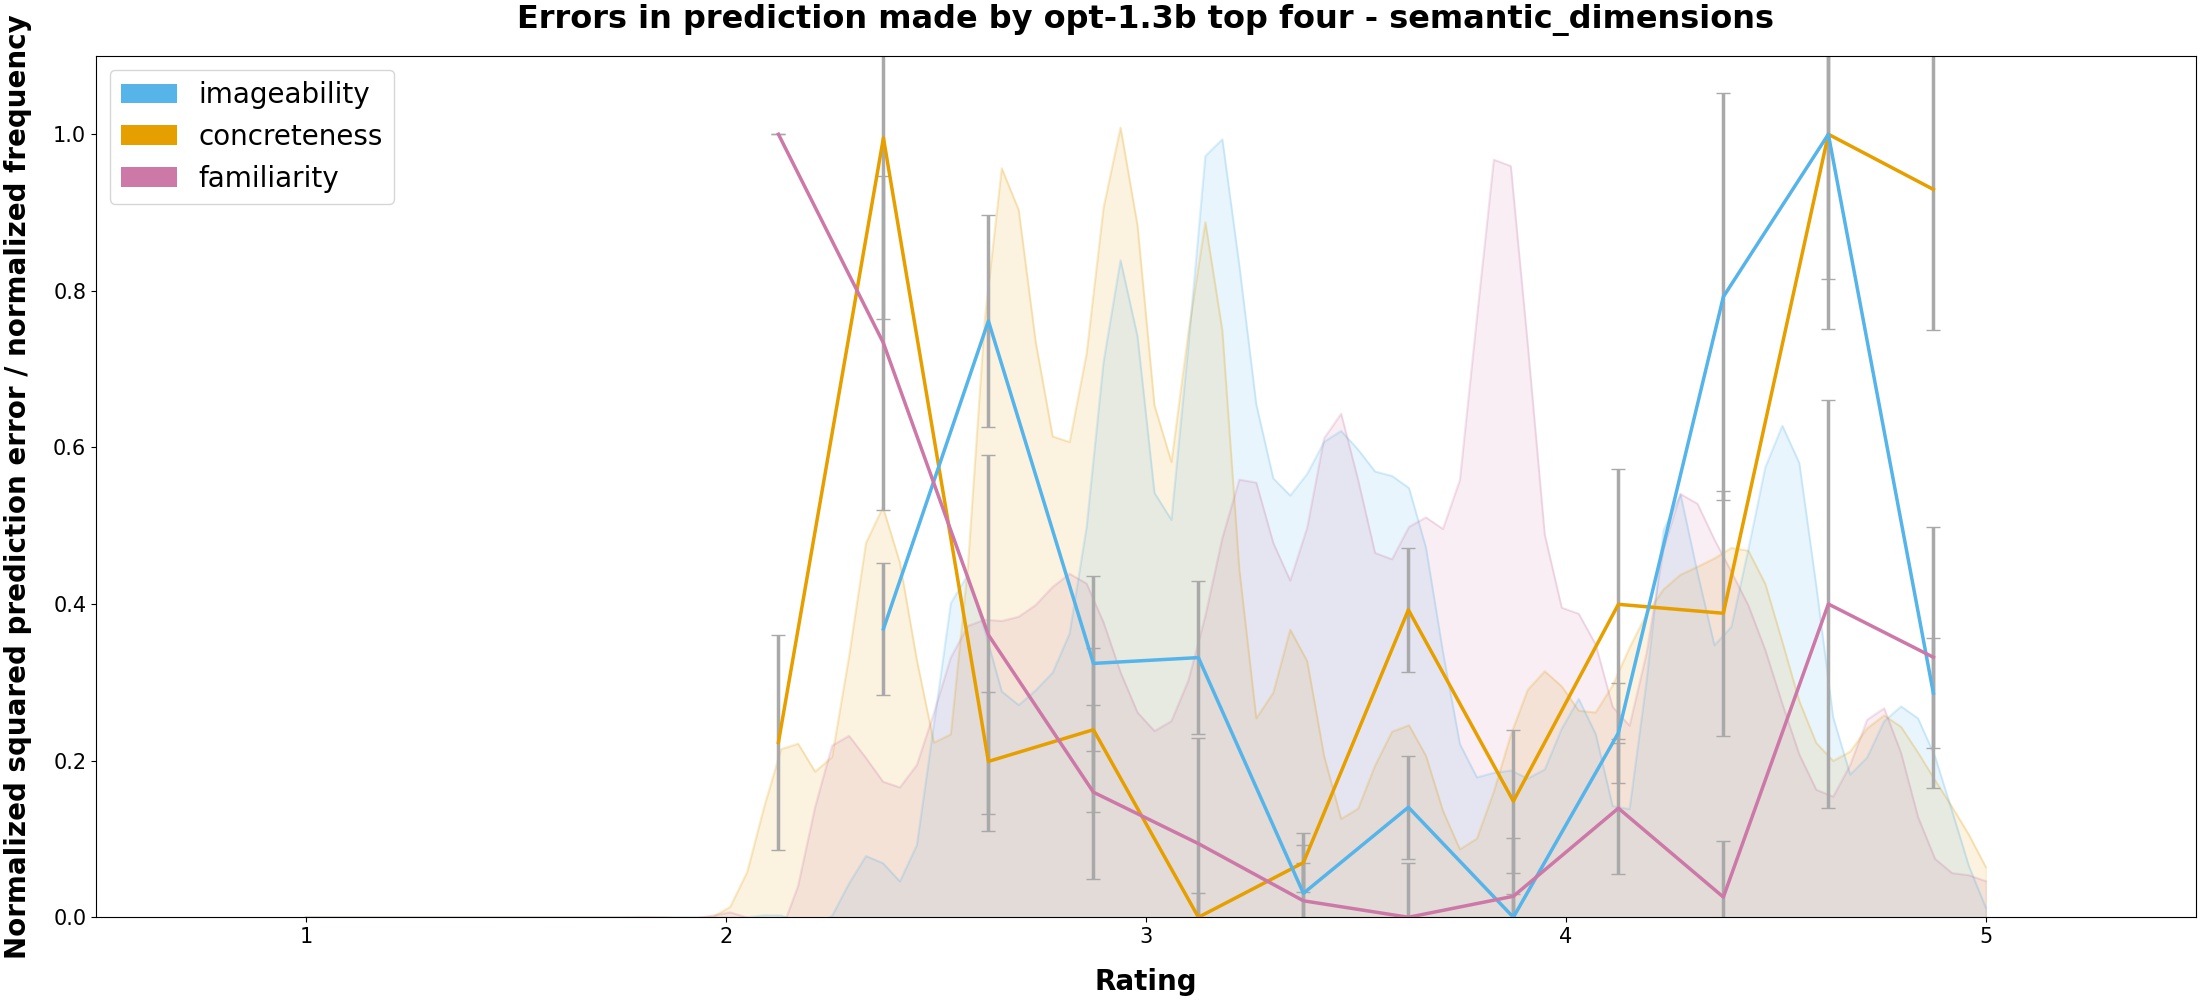 Errors in prediction made by opt-1.3b top four - semantic_dimensions
Normalized squared prediction error / normalized frequency
imageability
concreteness
familiarity
1.0
0.8
0.6
0.4
0.2
0.0
1 2 3 4 5
Rating